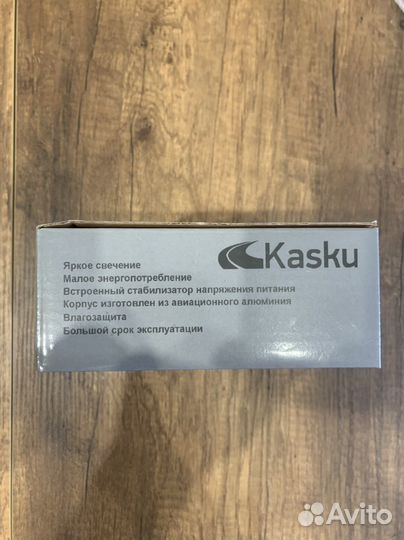 Kasku
Яркое свечение
Малое энергопотребление
Встроенный стабилизатор напряжения питания
Корпус изготовлен из авиационного алюминия
Влагозащита
Большой срок эксплуатации
Avito